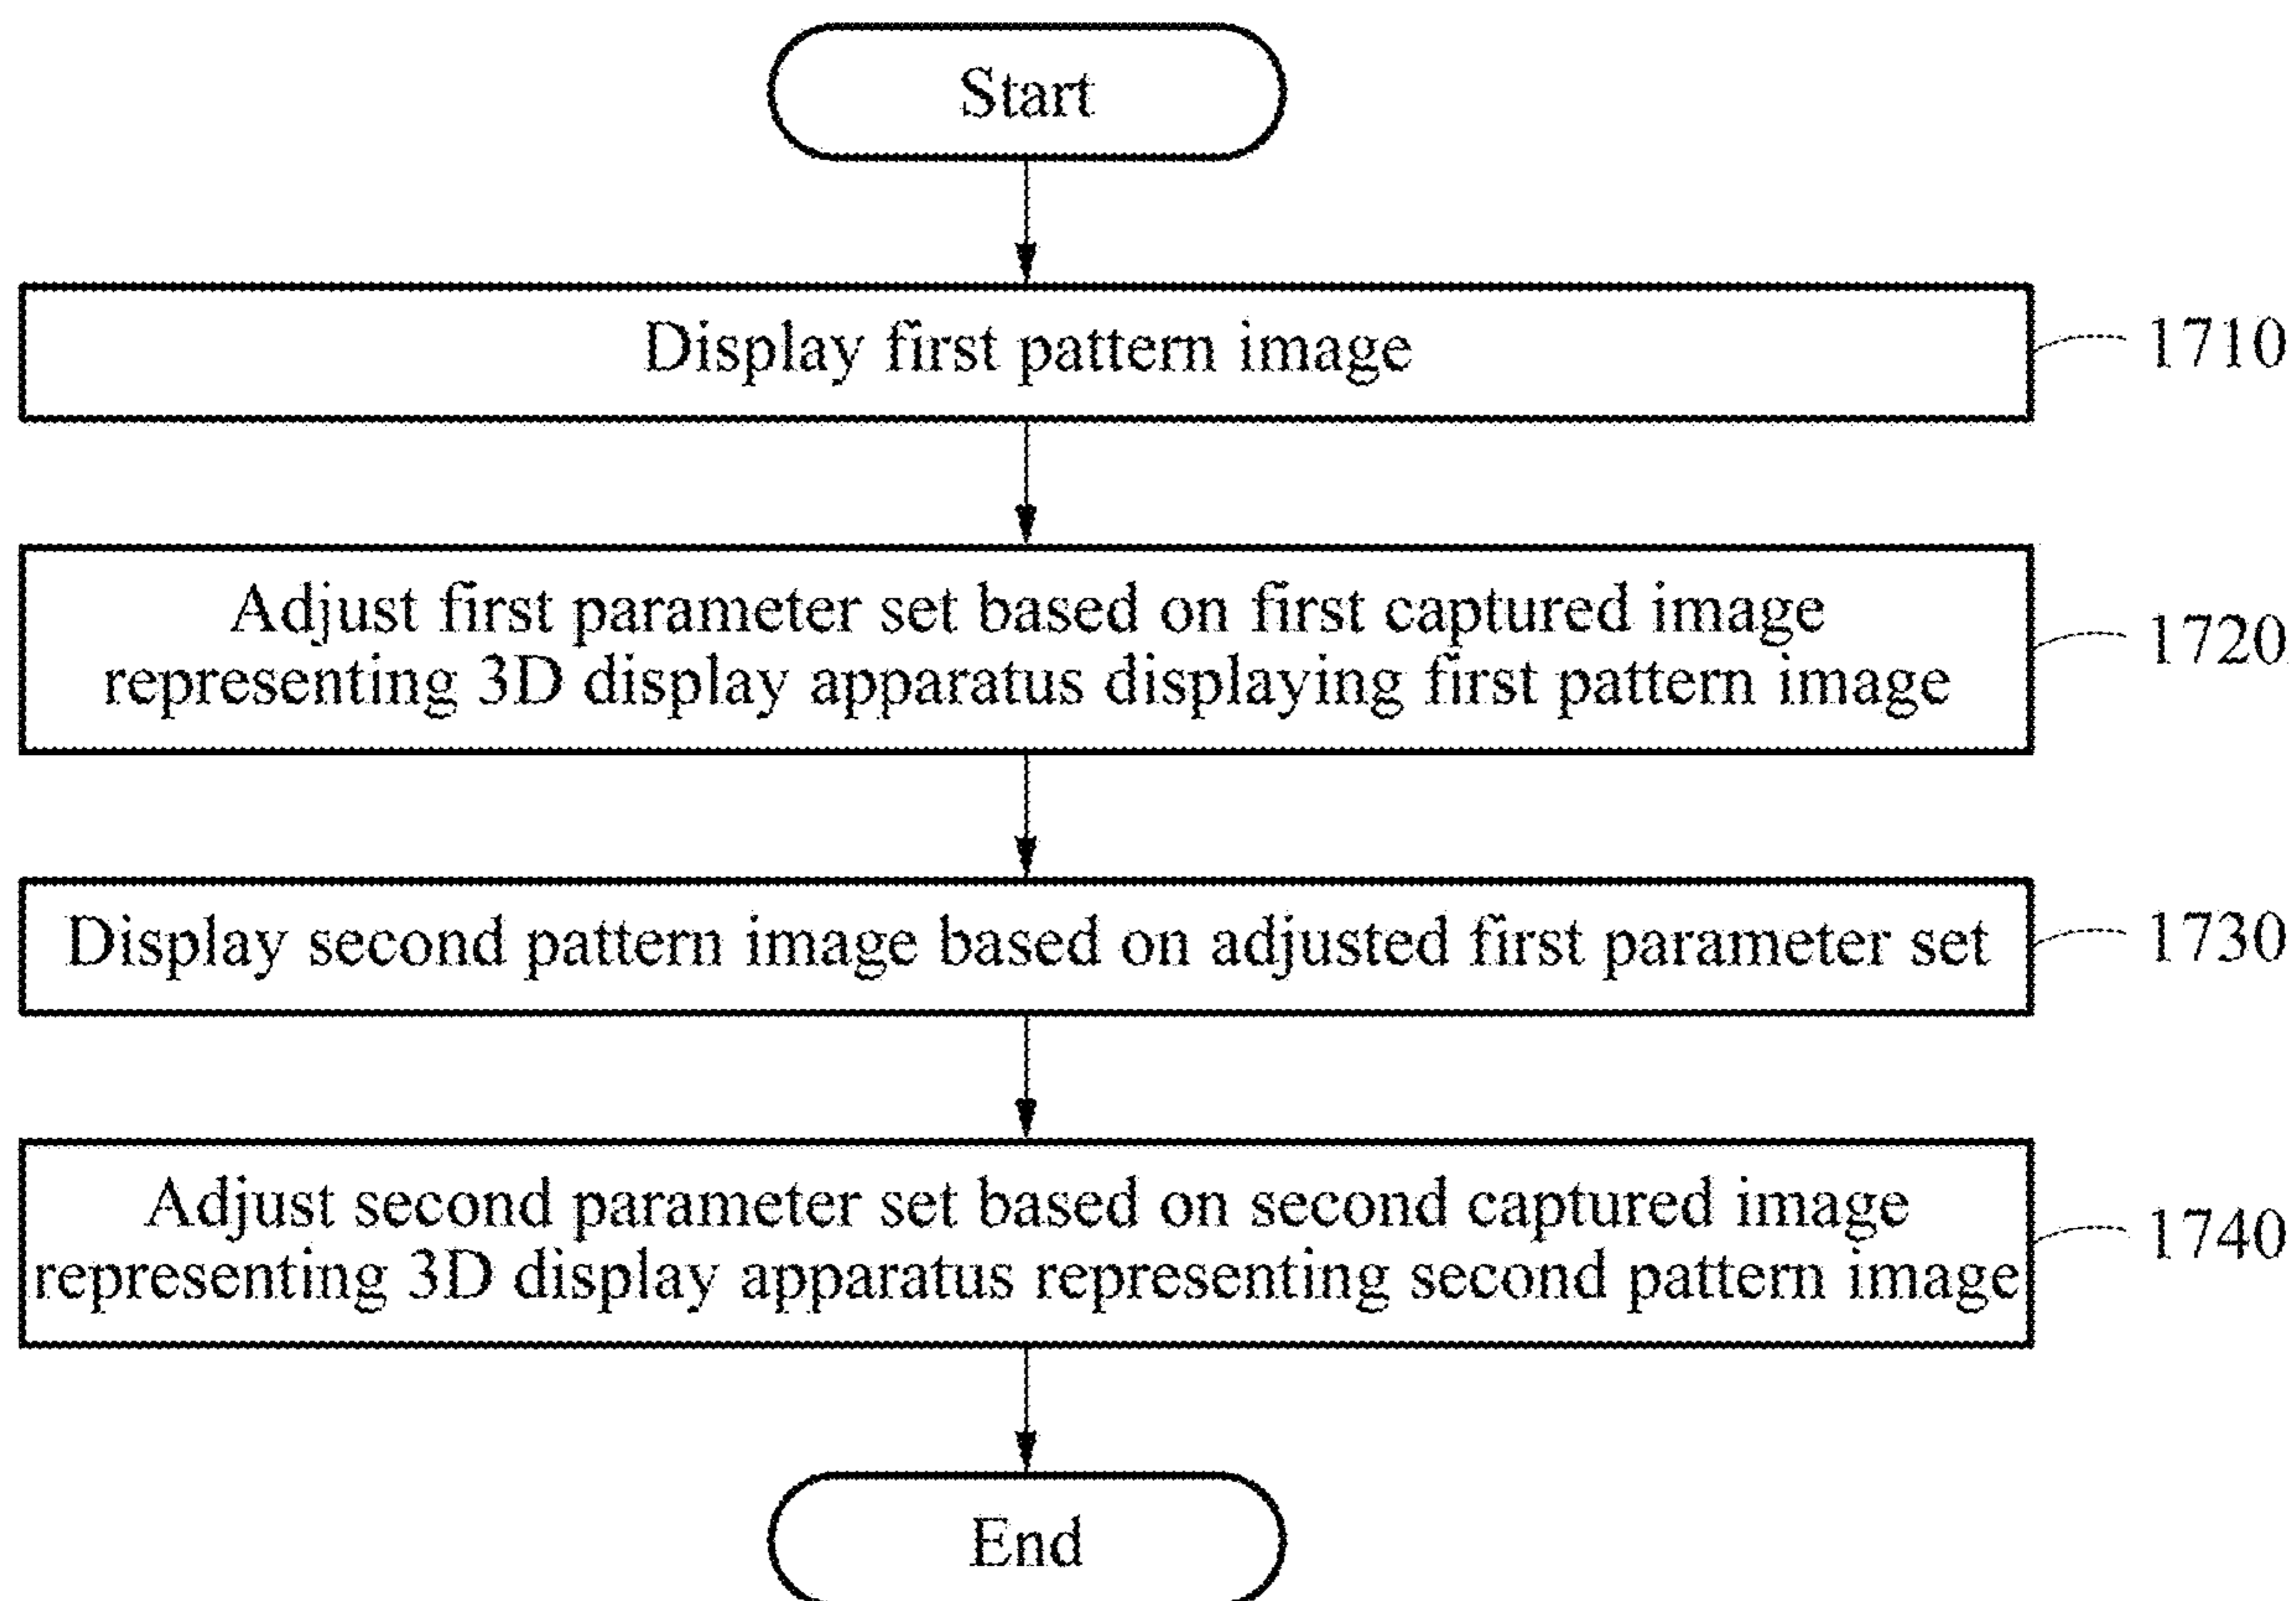 Start
Display first pattern image
1710
Adjust first parameter set based on first captured image
representing 3D display apparatus displaying first pattern image
1720
Display second pattern image based on adjusted first parameter set
1730
Adjust second parameter set based on second captured image
representing 3D display apparatus representing second pattern image
1740
End